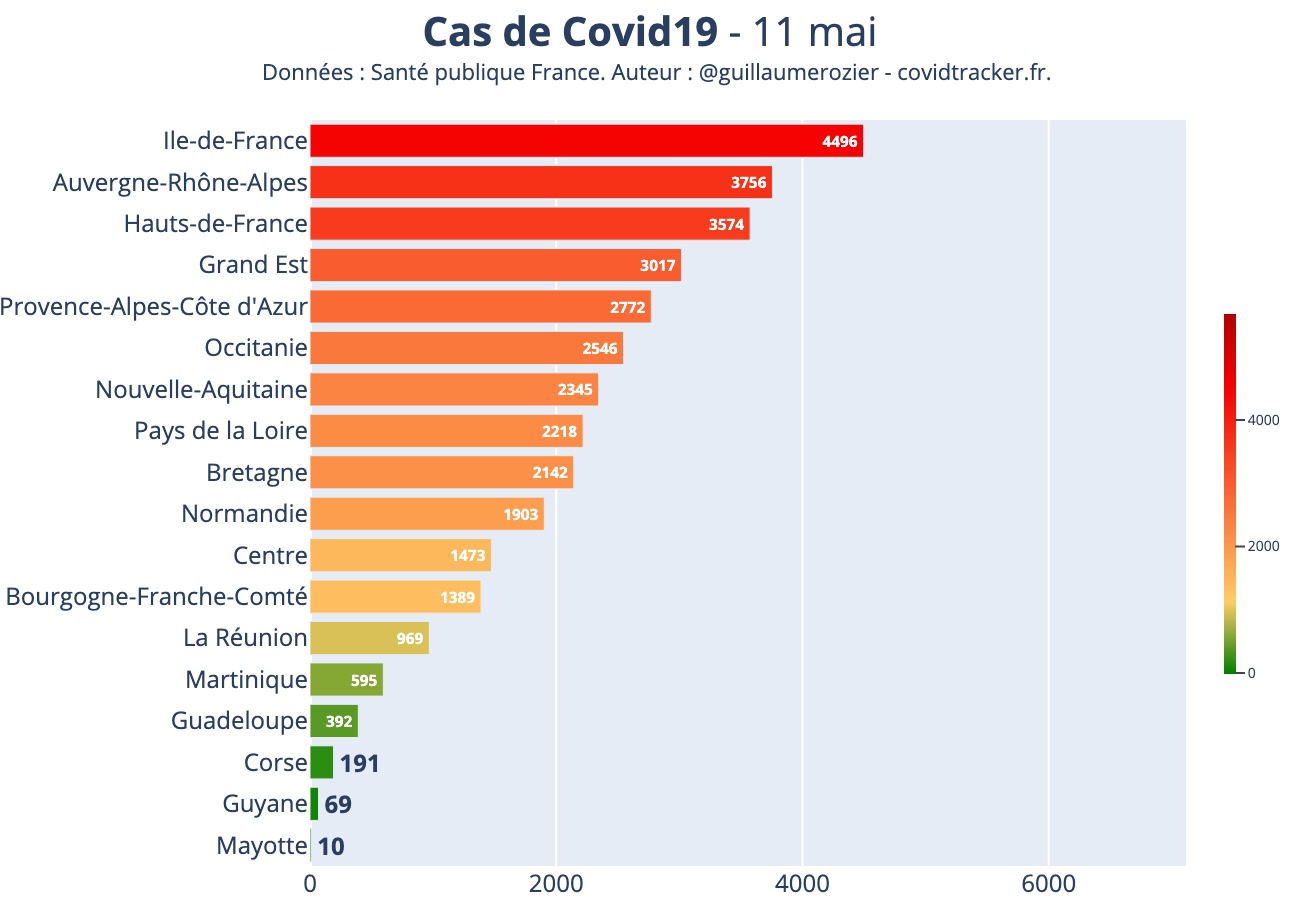 Cas de Covid19 - 11 mai
Données : Santé publique France. Auteur : @guillaumerozier - covidtracker.fr.
Ile-de-France 4496
Auvergne-Rhône-Alpes 3756
Hauts-de-France 3574
Grand Est 3017
Provence-Alpes-Côte d'Azur 2772
Occitanie 2546
Nouvelle-Aquitaine 2345
Pays de la Loire 2218
Bretagne 2142
Normandie 1903
Centre 1473
Bourgogne-Franche-Comté 1389
La Réunion 969
Martinique 595
Guadeloupe 392
Corse 191
Guyane 69
Mayotte 10
0 2000 4000 6000
4000
2000
0